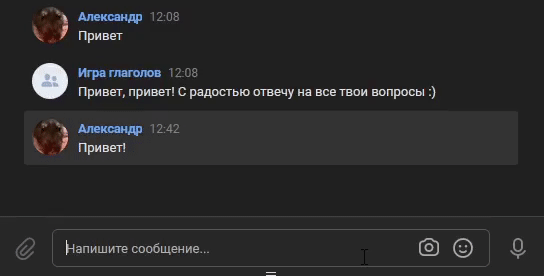 Александр 12:08
Привет
Игра глаголов 12:08
Привет, привет! С радостью отвечу на все твои вопросы :)
Александр 12:42
Привет!
Напишите сообщение...